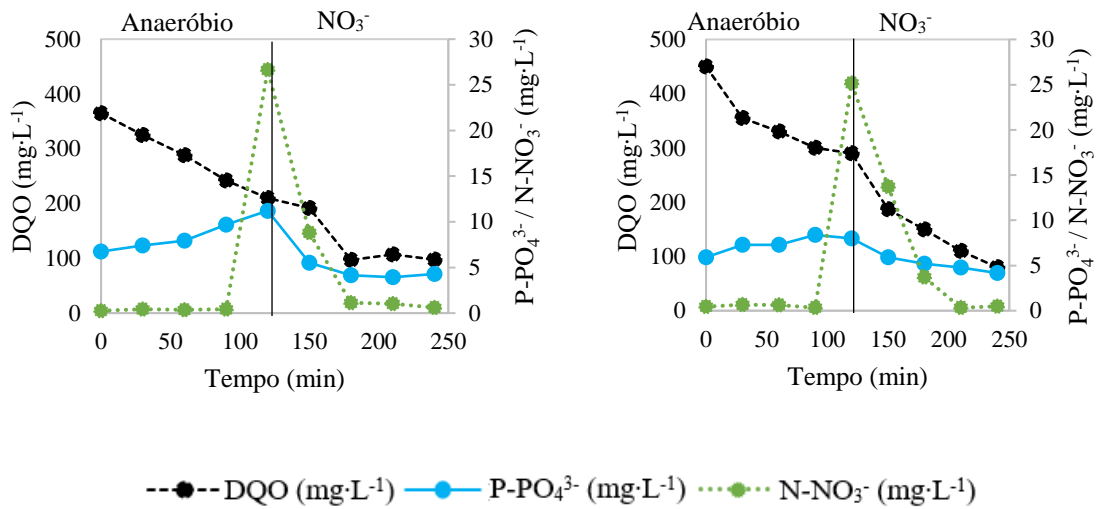 Anaeróbio NO₃⁻
500
400
300
200
100
0
DQO (mg·L⁻¹)
30
25
20
15
10
5
0
P-PO₄³⁻ / N-NO₃⁻ (mg·L⁻¹)
0 50 100 150 200 250
Tempo (min)
Anaeróbio NO₃⁻
500
400
300
200
100
0
DQO (mg·L⁻¹)
30
25
20
15
10
5
0
P-PO₄³⁻ / N-NO₃⁻ (mg·L⁻¹)
0 50 100 150 200 250
Tempo (min)
DQO (mg·L⁻¹) P-PO₄³⁻ (mg·L⁻¹) N-NO₃⁻ (mg·L⁻¹)